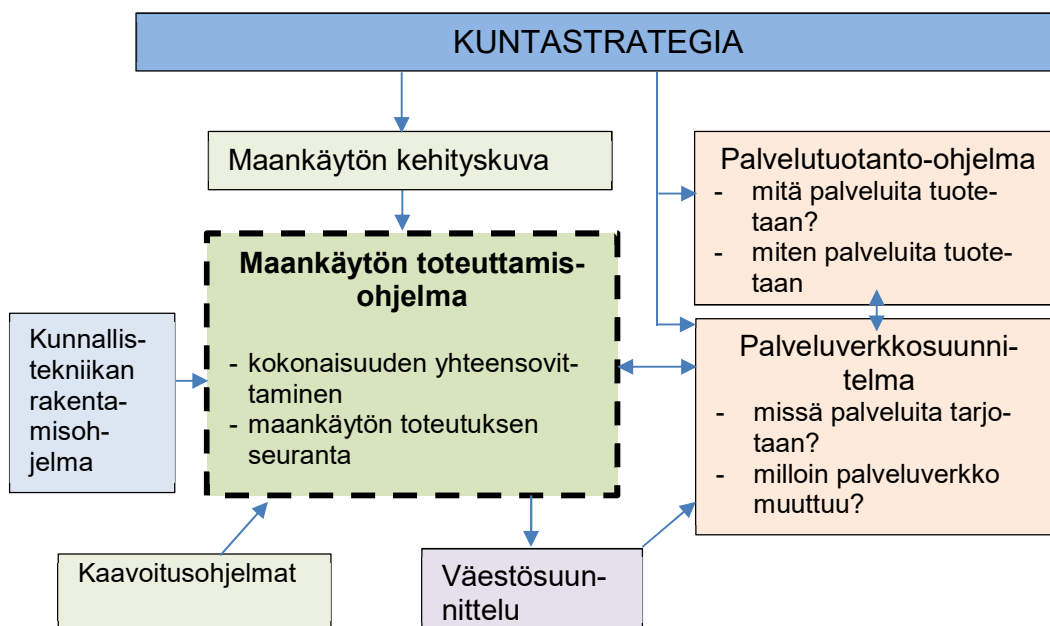 KUNTASTRATEGIA
Maankäytön kehityskuva
Palvelutuotanto-ohjelma
- mitä palveluita tuote-
taan?
- miten palveluita tuote-
taan
Maankäytön toteuttamis-
ohjelma
- kokonaisuuden yhteensovit-
taminen
- maankäytön toteutuksen
seuranta
Kunnallis-
tekniikan
rakenta-
misoh-
jelma
Palveluverkkosuunni-
telma
- missä palveluita tarjo-
taan?
- milloin palveluverkko
muuttuu?
Kaavoitusohjelmat
Väestösuun-
nittelu